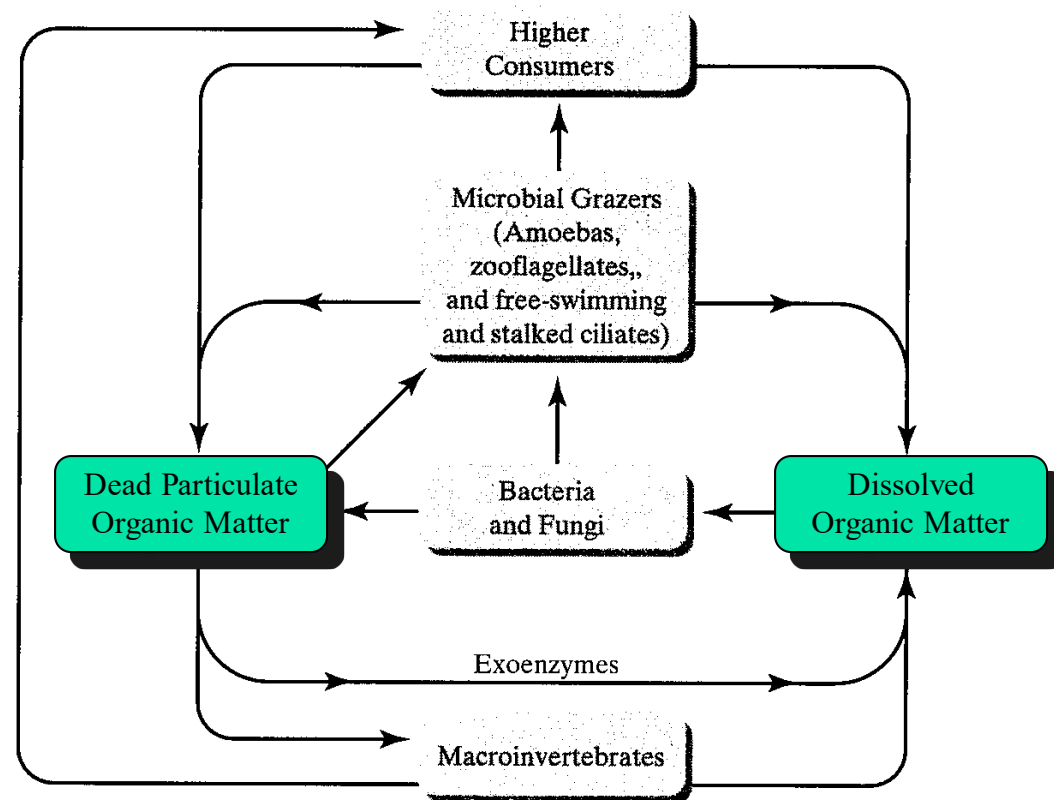 Higher
Consumers
Microbial Grazers
(Amoebas,
zooflagellates,,
and free-swimming
and stalked ciliates)
Dead Particulate
Organic Matter
Bacteria
and Fungi
Dissolved
Organic Matter
Exoenzymes
Macroinvertebrates